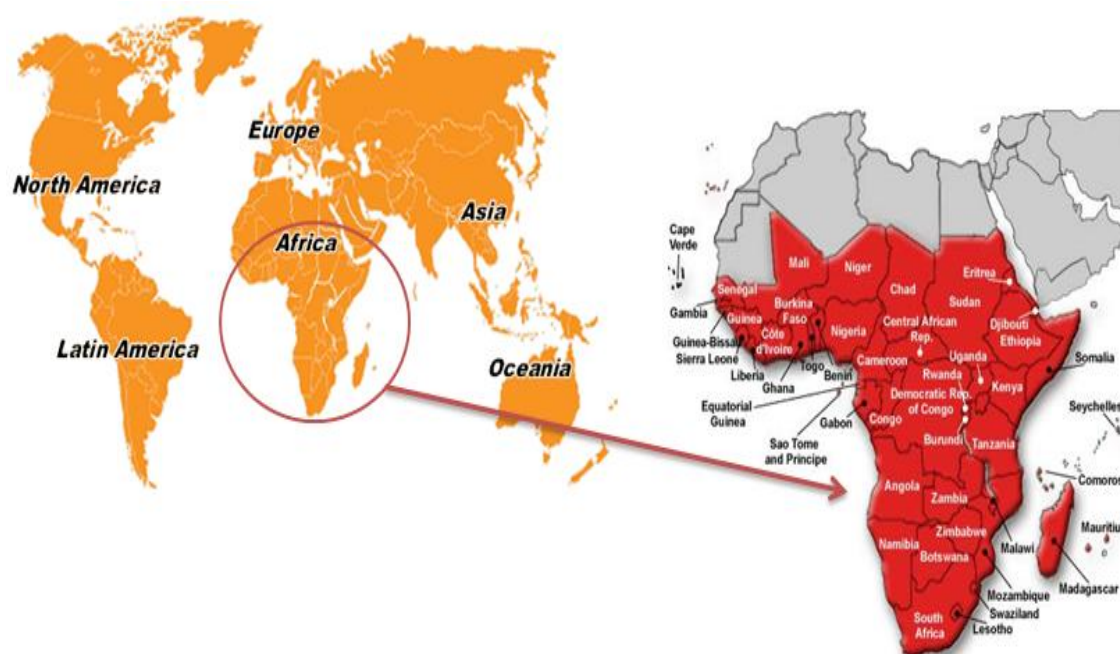 Europe
North America
Asia
Africa
Latin America
Oceania
Cape
Verde
Mali
Niger
Chad
Eritrea
Sudan
Senegal
Gambia
Guinea
Burkina
Faso
Nigeria
Central African
Rep.
Djibouti
Ethiopia
Guinea-Bissau
Sierra Leone
Côte
d'Ivoire
Togo
Benin
Cameroon
Uganda
Rwanda
Somalia
Liberia
Ghana
Kenya
Equatorial
Guinea
Gabon
Congo
Democratic Rep.
of Congo
Seychelles
Burundi
Tanzania
Sao Tome
and Principe
Comoros
Angola
Zambia
Mauritiu
Zimbabwe
Malawi
Namibia
Botswana
Madagascar
Mozambique
Swaziland
South
Africa
Lesotho